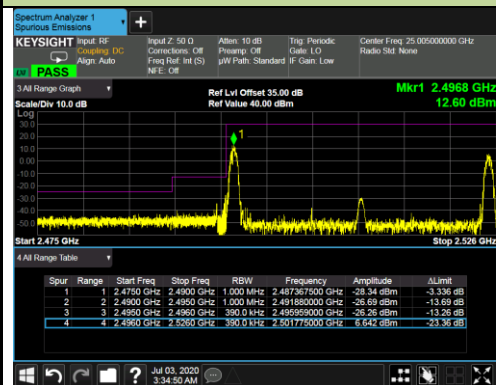 Spectrum Analyzer 1
Spurious Emissions
+
KEYSIGHT Input: RF Input Z: 50 Ω Atten: 10 dB Trig: Periodic Center Freq: 25.005000000 GHz
Coupling: DC Corrections: Off Preamp: Off Gate: LO Radio Std: None
Align: Auto Freq Ref: Int (S) µW Path: Standard IF Gain: Low
NFE: Off
PASS
3 All Range Graph Ref Lvl Offset 35.00 dB Mkr1 2.4968 GHz
Scale/Div 10.0 dB Ref Value 40.00 dBm 12.60 dBm
Log
30.0
20.0
10.0
0.00
-10.0
-20.0
-30.0
-40.0
-50.0
1
Start 2.475 GHz Stop 2.526 GHz
4 All Range Table
Spur Range Start Freq Stop Freq RBW Frequency Amplitude ΔLimit
1 1 2.4750 GHz 2.4900 GHz 1.000 MHz 2.487367500 GHz -28.34 dBm -3.336 dB
2 2 2.4900 GHz 2.4950 GHz 1.000 MHz 2.491880000 GHz -26.69 dBm -13.69 dB
3 3 2.4950 GHz 2.4960 GHz 390.0 kHz 2.495959000 GHz -26.26 dBm -13.26 dB
4 4 2.4960 GHz 2.5260 GHz 390.0 kHz 2.501775000 GHz 6.642 dBm -23.36 dB
Jul 03, 2020
3:34:50 AM